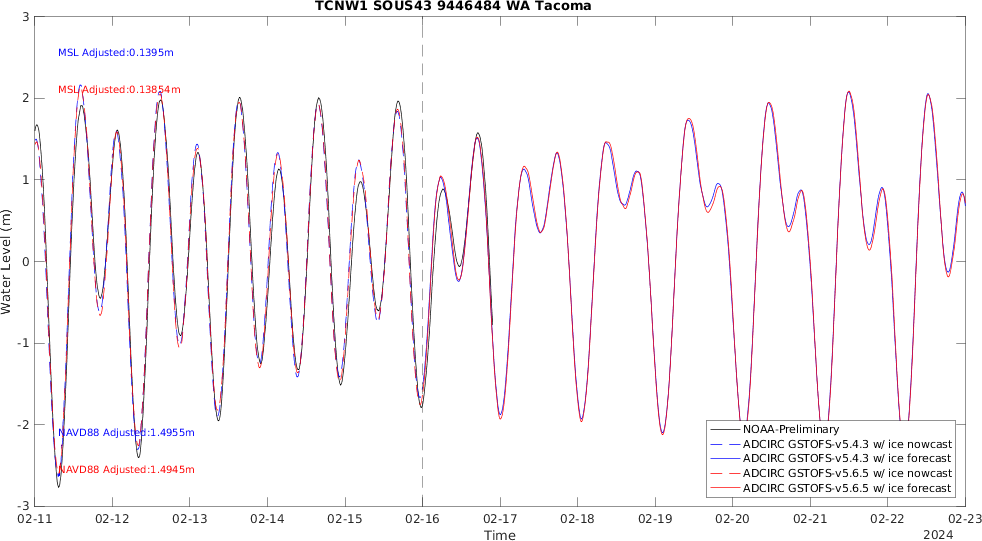 TCNW1 SOUS43 9446484 WA Tacoma
3
2
1
0
-1
-2
-3
Water Level (m)
MSL Adjusted:0.1395m
MSL Adjusted:0.13854m
NAVD88 Adjusted:1.4955m
NAVD88 Adjusted:1.4945m
NOAA-Preliminary
ADCIRC GSTOFS-v5.4.3 w/ ice nowcast
ADCIRC GSTOFS-v5.4.3 w/ ice forecast
ADCIRC GSTOFS-v5.6.5 w/ ice nowcast
ADCIRC GSTOFS-v5.6.5 w/ ice forecast
02-11 02-12 02-13 02-14 02-15 02-16 02-17 02-18 02-19 02-20 02-21 02-22 02-23
Time
2024